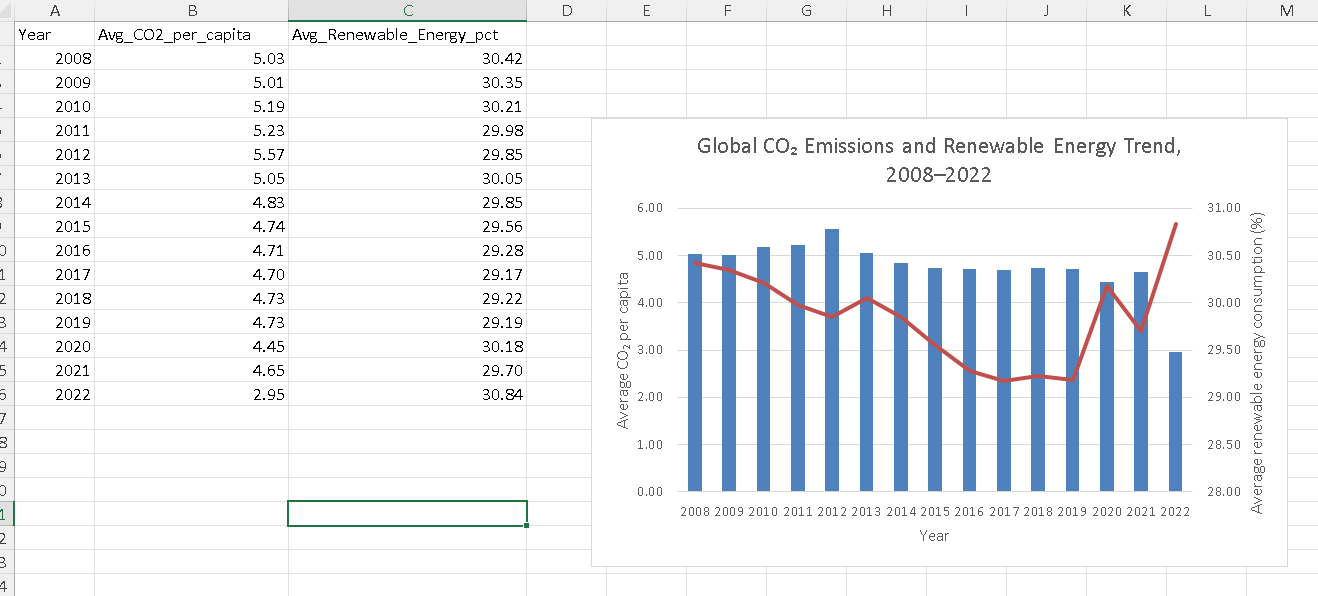 A B C D E F G H I J K L M
Year Avg_CO2_per_capita Avg_Renewable_Energy_pct
2008 5.03 30.42
2009 5.01 30.35
2010 5.19 30.21
2011 5.23 29.98
2012 5.57 29.85
2013 5.05 30.05
2014 4.83 29.85
2015 4.74 29.56
2016 4.71 29.28
2017 4.70 29.17
2018 4.73 29.22
2019 4.73 29.19
2020 4.45 30.18
2021 4.65 29.70
2022 2.95 30.84
Global CO₂ Emissions and Renewable Energy Trend,
2008–2022
Average CO₂ per capita
6.00
5.00
4.00
3.00
2.00
1.00
0.00
31.00
30.50
30.00
29.50
29.00
28.50
28.00
Average renewable energy consumption (%)
2008 2009 2010 2011 2012 2013 2014 2015 2016 2017 2018 2019 2020 2021 2022
Year